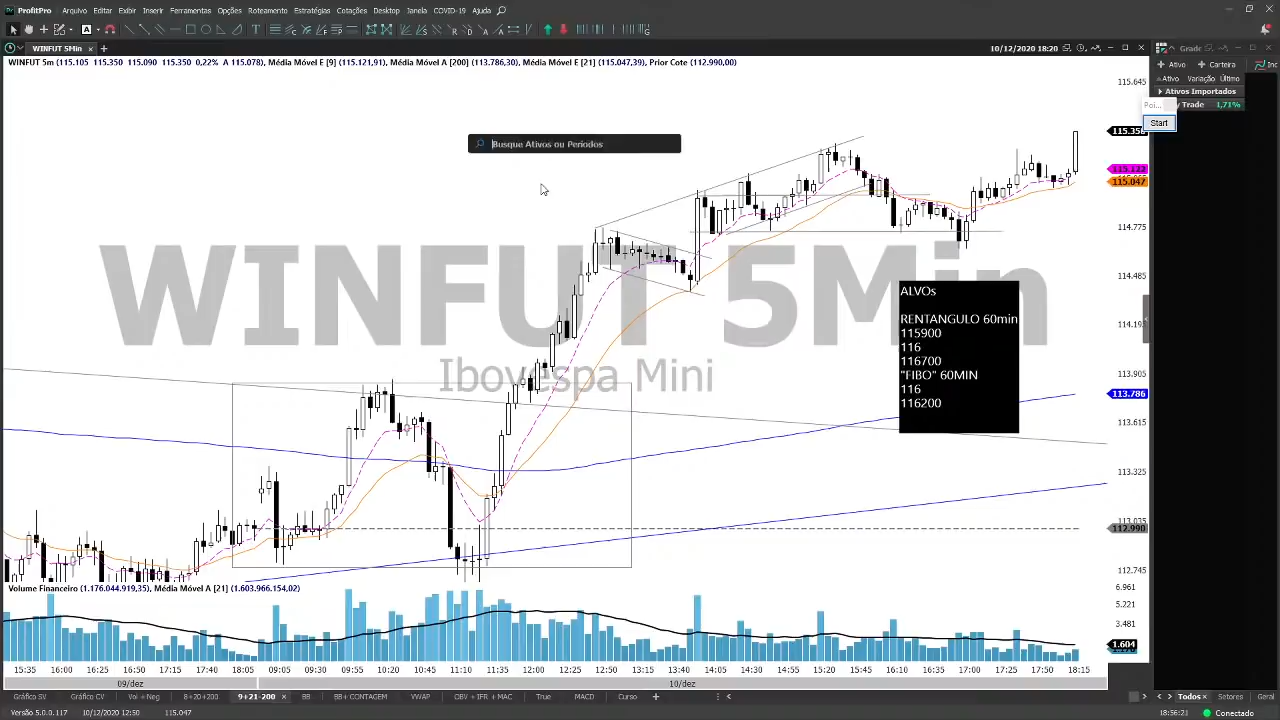 ProfitPro Arquivo Editar Exibir Inserir Ferramentas Opções Roteamento Estratégias Cotações Desktop Janela COVID-19 Ajuda
WINFUT 5Min
10/12/2020 18:20
Grade
WINFUT 5m (115.105 115.350 115.090 115.350 0,22% A 115.078), Média Móvel E [9] (115.121,91), Média Móvel A [200] (113.786,30), Média Móvel E [21] (115.047,39), Prior Cote (112.990,00)
Ativo Carteira
Ativo Variação Último
Ativos Importados
y Trade 1,71%
Poi...
Start
Busque Ativos ou Períodos
115.645
115.047
114.775
114.485
113.905
113.786
113.615
113.325
113.035
112.990
112.745
WINFUT 5Min
Ibovespa Mini
ALVOs
RENTANGULO 60min
115900
116
116700
"FIBO" 60MIN
116
116200
Volume Financeiro (1.176.044.919,35), Média Móvel A [21] (1.603.966.154,02)
6.961
5.221
3.481
1.604
15:35 16:00 16:25 16:50 17:15 17:40 18:05 09:05 09:30 09:55 10:20 10:45 11:10 11:35 12:00 12:25 12:50 13:15 13:40 14:05 14:30 14:55 15:20 15:45 16:10 16:35 17:00 17:25 17:50 18:15
09/dez 10/dez
Gráfico SV Gráfico CV Vol + Neg 8+20+200 9+21-200 BB BB + CONTAGEM VWAP OBV + IFR + MAC True MACD Curso
Todos Setores Geral
Versão 5.0.0.117 10/12/2020 12:50 115.047
18:56:21 Conectado